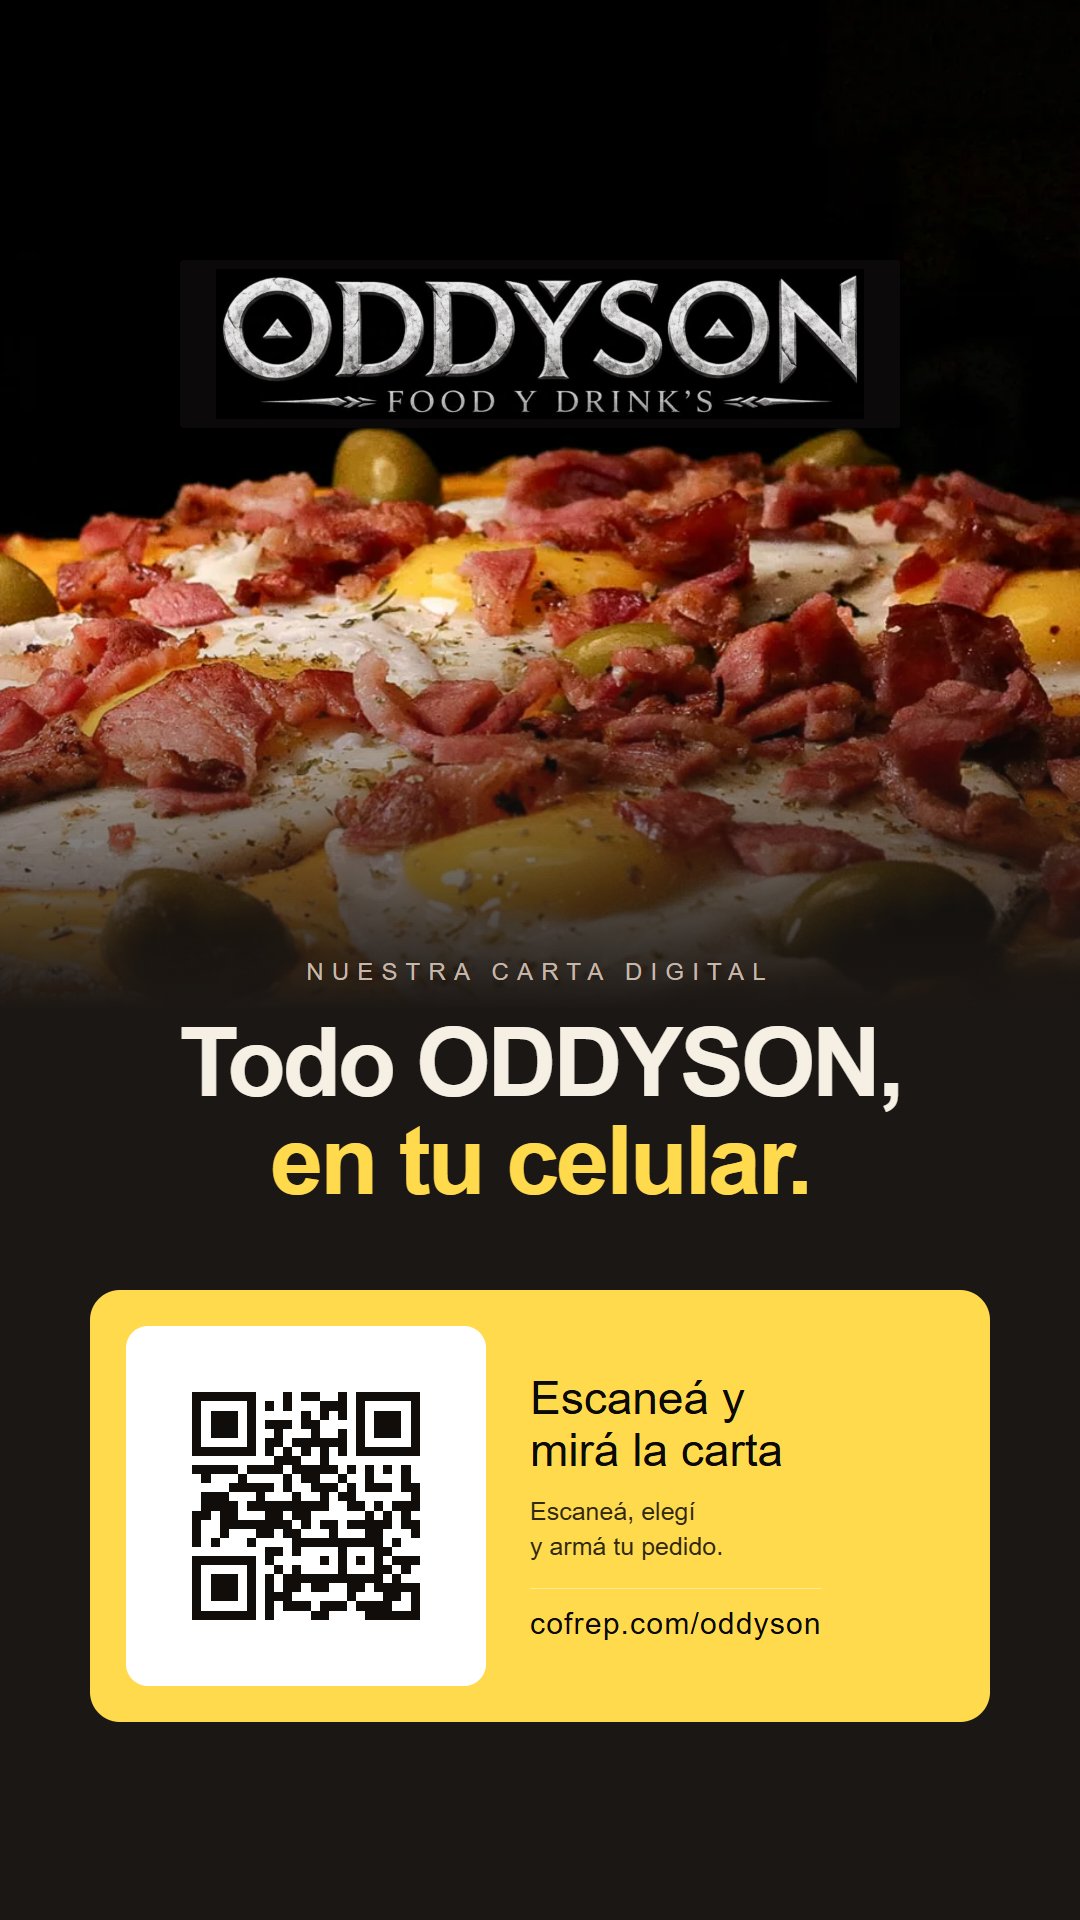 ODDYSON
FOOD Y DRINK'S
NUESTRA CARTA DIGITAL
Todo ODDYSON,
en tu celular.
Escaneá y
mirá la carta
Escaneá, elegí
y armá tu pedido.
cofrep.com/oddyson